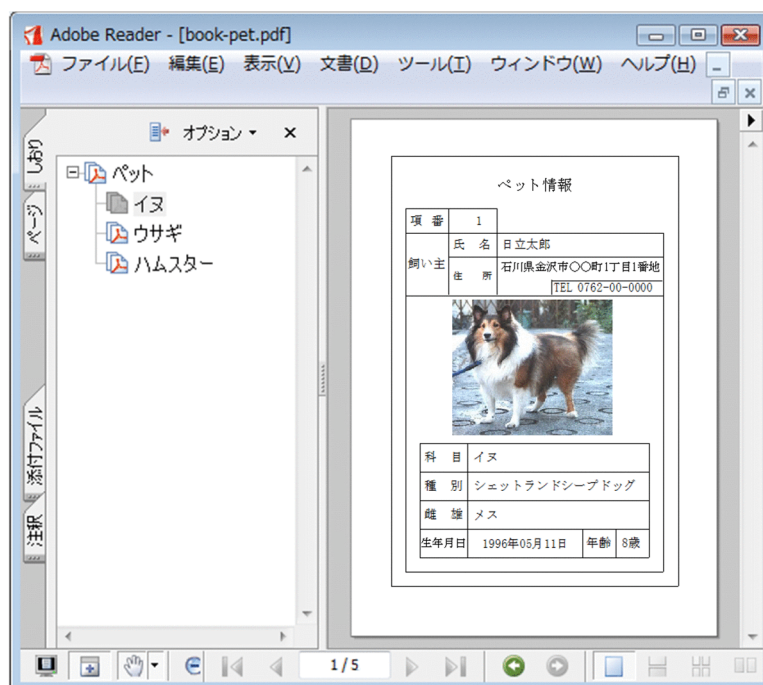 Adobe Reader - [book-pet.pdf]
ファイル(F) 編集(E) 表示(V) 文書(D) ツール(T) ウィンドウ(W) ヘルプ(H)
しおり
ページ
添付ファイル
注釈
オプション
ペット
イヌ
ウサギ
ハムスター
ペット情報
項 番 1
飼い主
氏 名 日立太郎
住 所 石川県金沢市〇〇町1丁目1番地
TEL 0762-00-0000
科 目 イヌ
種 別 シェットランドシープドッグ
雌 雄 メス
生年月日 1996年05月11日 年齢 8歳
1/5